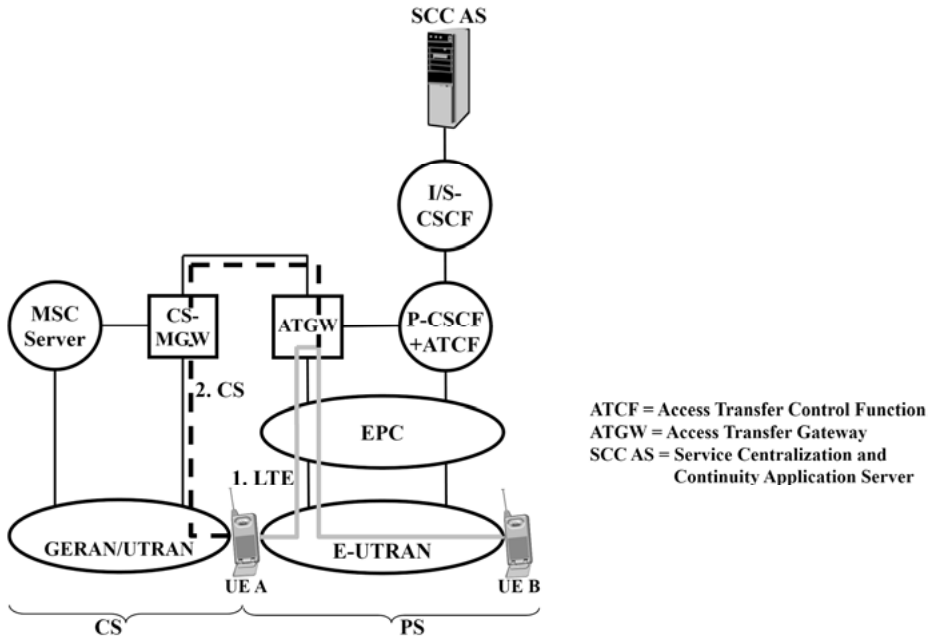 SCC AS
I/S-
CSCF
MSC
Server
CS-
MGW
ATGW
P-CSCF
+ATCF
2. CS
EPC
ATCF = Access Transfer Control Function
ATGW = Access Transfer Gateway
SCC AS = Service Centralization and
Continuity Application Server
1. LTE
GERAN/UTRAN
E-UTRAN
UE A
UE B
CS
PS